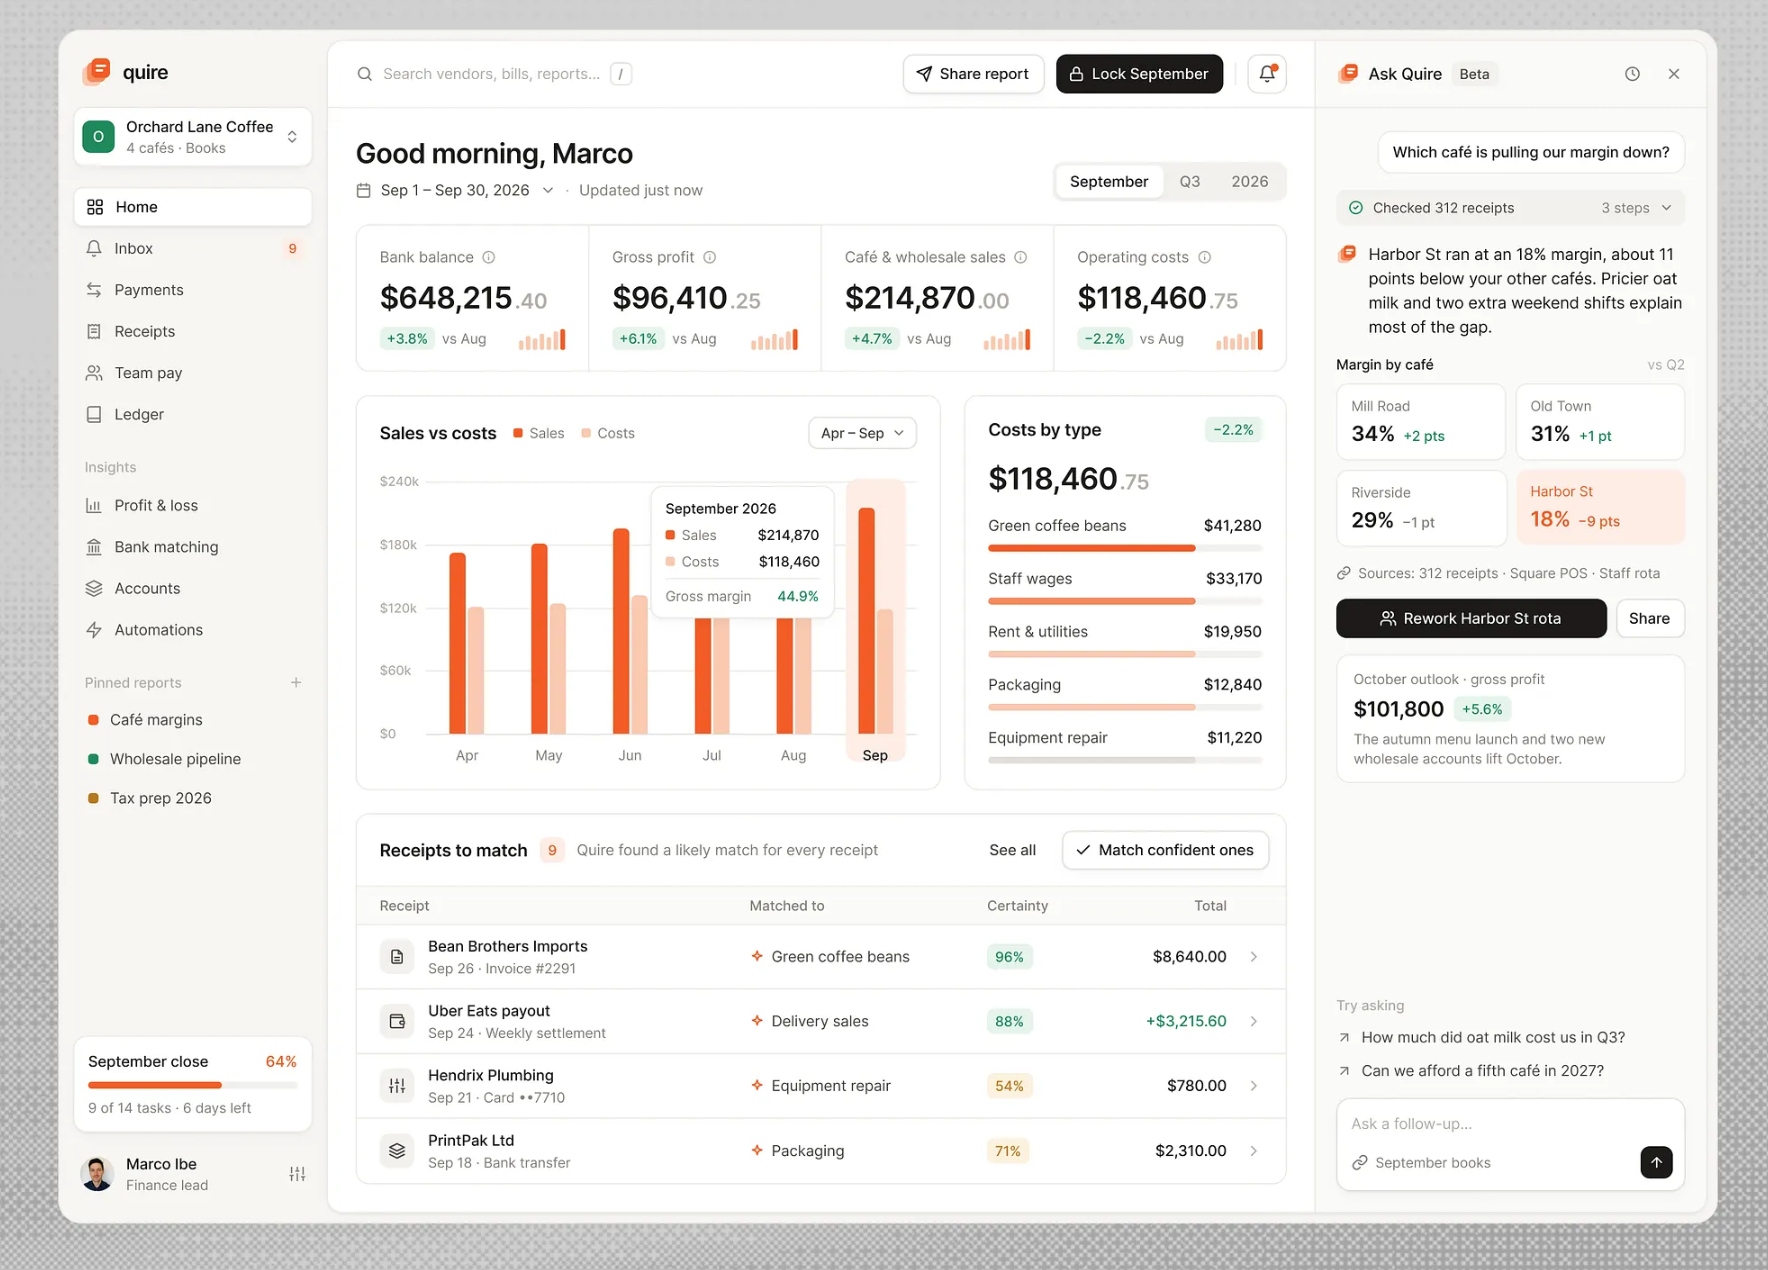 quire
O
Orchard Lane Coffee
4 cafés · Books
Home
Inbox
9
Payments
Receipts
Team pay
Ledger
Insights
Profit & loss
Bank matching
Accounts
Automations
Pinned reports
Café margins
Wholesale pipeline
Tax prep 2026
September close
64%
9 of 14 tasks · 6 days left
Marco Ibe
Finance lead
Search vendors, bills, reports...
/
Share report
Lock September
Good morning, Marco
Sep 1 – Sep 30, 2026
· Updated just now
September
Q3
2026
Bank balance
$648,215.40
+3.8% vs Aug
Gross profit
$96,410.25
+6.1% vs Aug
Café & wholesale sales
$214,870.00
+4.7% vs Aug
Operating costs
$118,460.75
−2.2% vs Aug
Sales vs costs
Sales
Costs
Apr – Sep
$240k
$180k
$120k
$60k
$0
Apr
May
Jun
Jul
Aug
Sep
September 2026
Sales $214,870
Costs $118,460
Gross margin 44.9%
Costs by type
−2.2%
$118,460.75
Green coffee beans $41,280
Staff wages $33,170
Rent & utilities $19,950
Packaging $12,840
Equipment repair $11,220
Receipts to match
9
Quire found a likely match for every receipt
See all
Match confident ones
Receipt
Matched to
Certainty
Total
Bean Brothers Imports
Sep 26 · Invoice #2291
Green coffee beans
96%
$8,640.00
Uber Eats payout
Sep 24 · Weekly settlement
Delivery sales
88%
+$3,215.60
Hendrix Plumbing
Sep 21 · Card ••7710
Equipment repair
54%
$780.00
PrintPak Ltd
Sep 18 · Bank transfer
Packaging
71%
$2,310.00
Ask Quire
Beta
Which café is pulling our margin down?
Checked 312 receipts
3 steps
Harbor St ran at an 18% margin, about 11
points below your other cafés. Pricier oat
milk and two extra weekend shifts explain
most of the gap.
Margin by café
vs Q2
Mill Road
34% +2 pts
Old Town
31% +1 pt
Riverside
29% −1 pt
Harbor St
18% −9 pts
Sources: 312 receipts · Square POS · Staff rota
Rework Harbor St rota
Share
October outlook · gross profit
$101,800 +5.6%
The autumn menu launch and two new
wholesale accounts lift October.
Try asking
How much did oat milk cost us in Q3?
Can we afford a fifth café in 2027?
Ask a follow-up...
September books